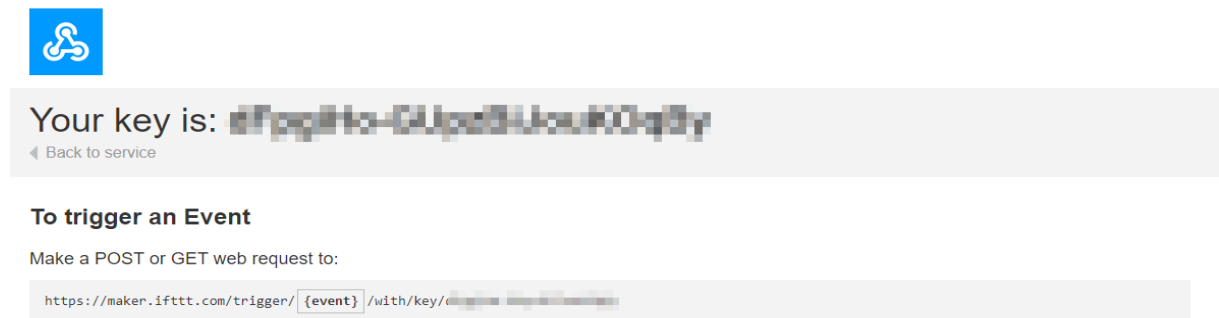 Your key is:
Back to service
To trigger an Event
Make a POST or GET web request to:
https://maker.ifttt.com/trigger/ {event} /with/key/